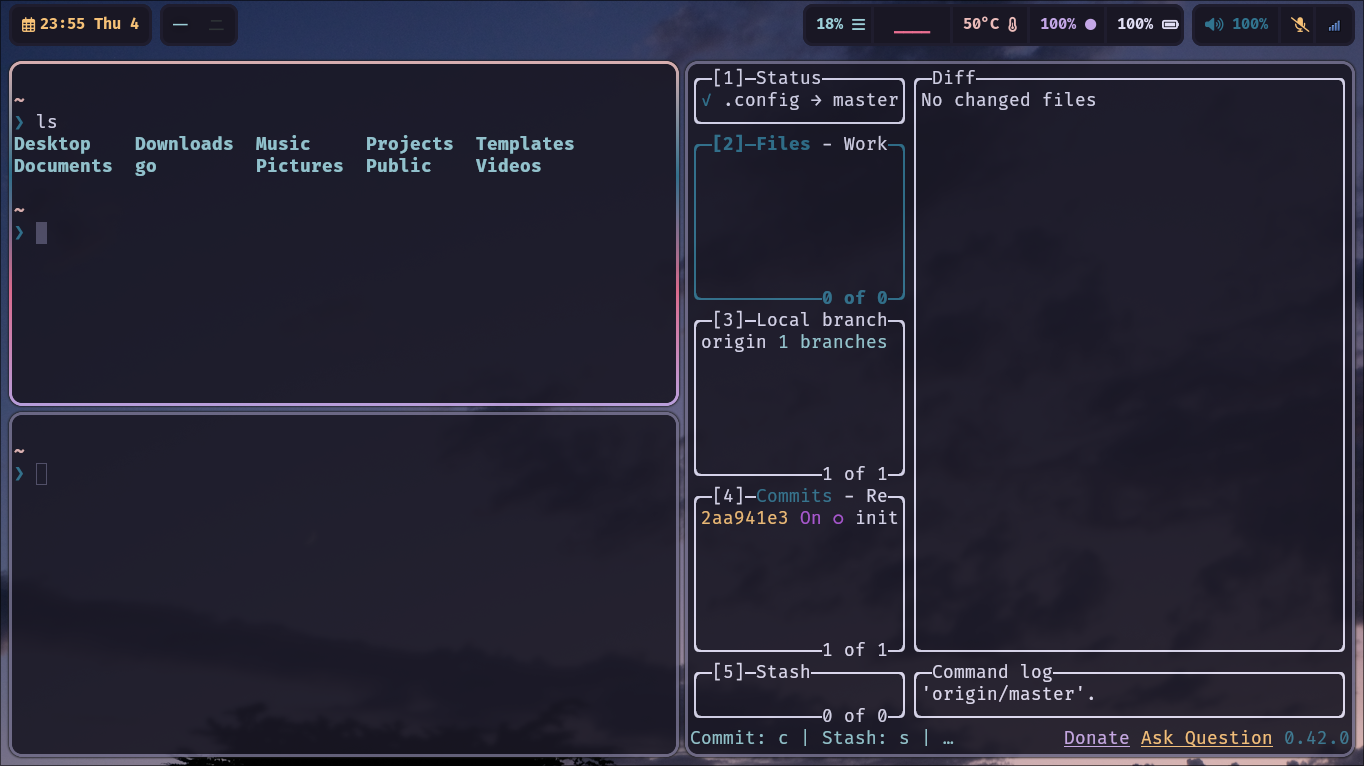 23:55 Thu 4
一 二
18%
50°C
100%
100%
100%
~
❯ ls
Desktop Downloads Music Projects Templates
Documents go Pictures Public Videos
~
❯
~
❯
[1]─Status
✓ .config → master
[2]─Files - Work
0 of 0
[3]─Local branch
origin 1 branches
1 of 1
[4]─Commits - Re
2aa941e3 On ○ init
1 of 1
[5]─Stash
0 of 0
Diff
No changed files
Command log
'origin/master'.
Commit: c | Stash: s | …
Donate Ask Question 0.42.0